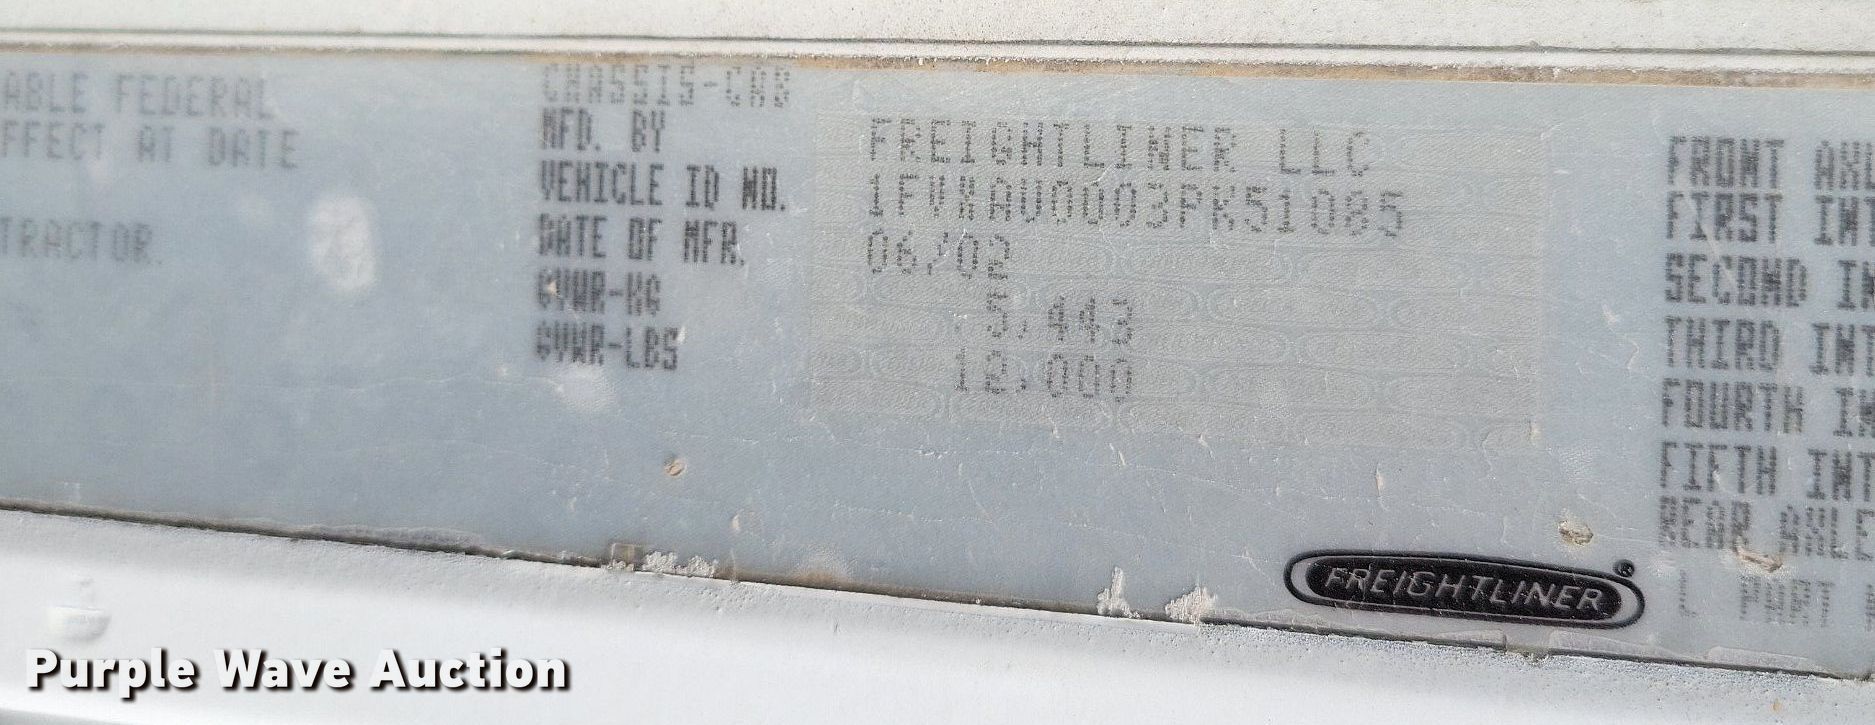 ABLE FEDERAL
FFECT AT DATE
TRACTOR.
CHASSIS-CAB
MFD. BY FREIGHTLINER LLC
VEHICLE ID NO. 1FVXAU0003PK51085
DATE OF MFR. 06/02
GVWR-KG 5,443
GVWR-LBS 12,000
FRONT AXL
FIRST INT
SECOND IN
THIRD INT
FOURTH IN
FIFTH INT
REAR AXLE
FREIGHTLINER®
Purple Wave Auction